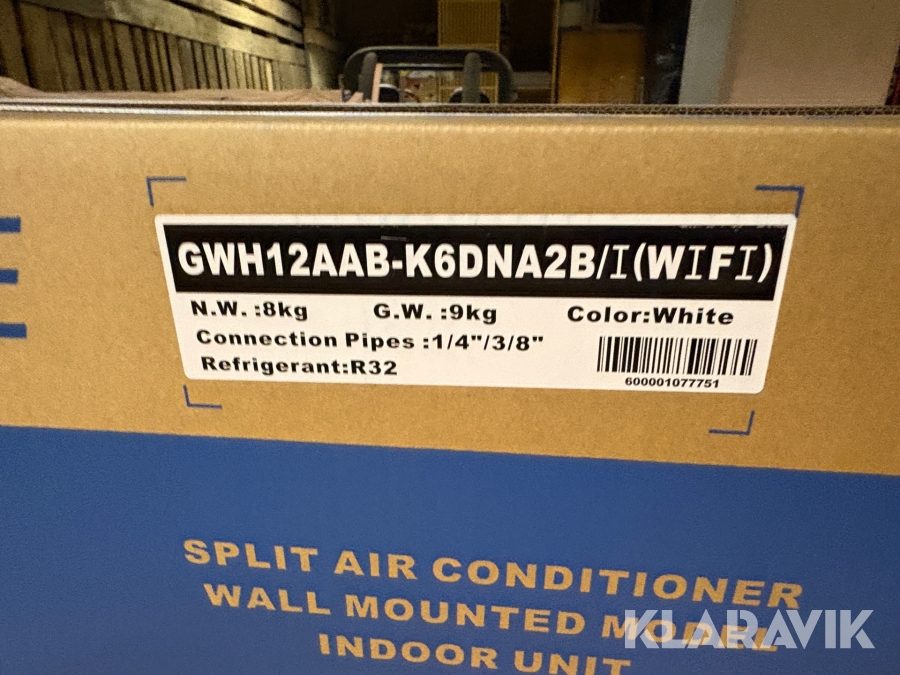 GWH12AAB-K6DNA2B/I(WIFI)
N.W. :8kg G.W. :9kg Color:White
Connection Pipes :1/4"/3/8"
Refrigerant:R32
600001077751
SPLIT AIR CONDITIONER
WALL MOUNTED MODEL
INDOOR UNIT
KLARAVIK